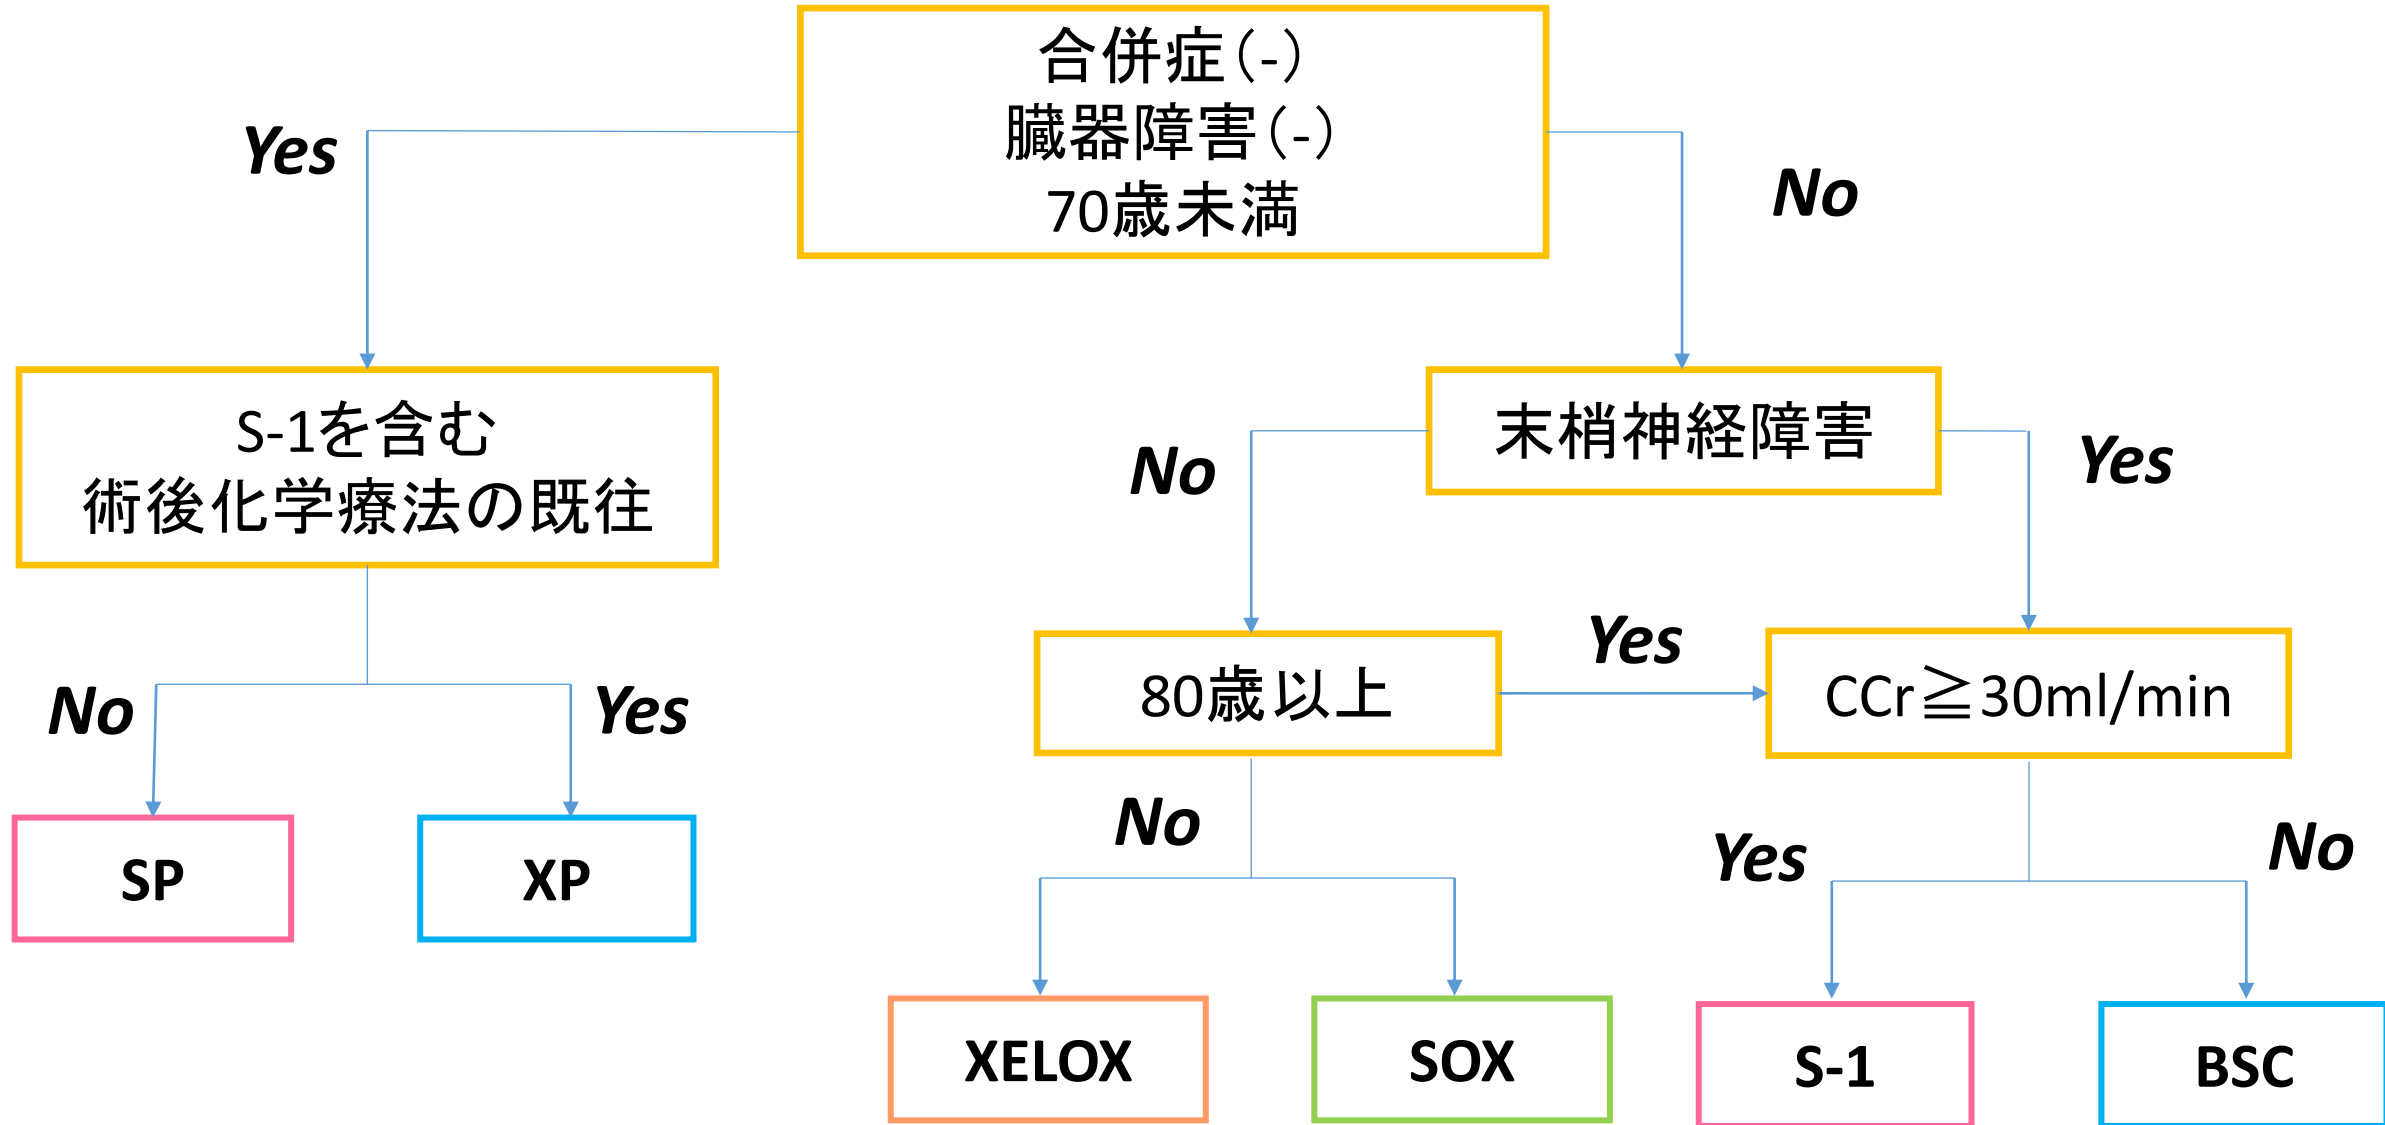 合併症(-)
臓器障害(-)
70歳未満
Yes
No
S-1を含む
術後化学療法の既往
末梢神経障害
No
Yes
No
Yes
80歳以上
Yes
CCr≧30ml/min
SP
XP
No
Yes
No
XELOX
SOX
S-1
BSC